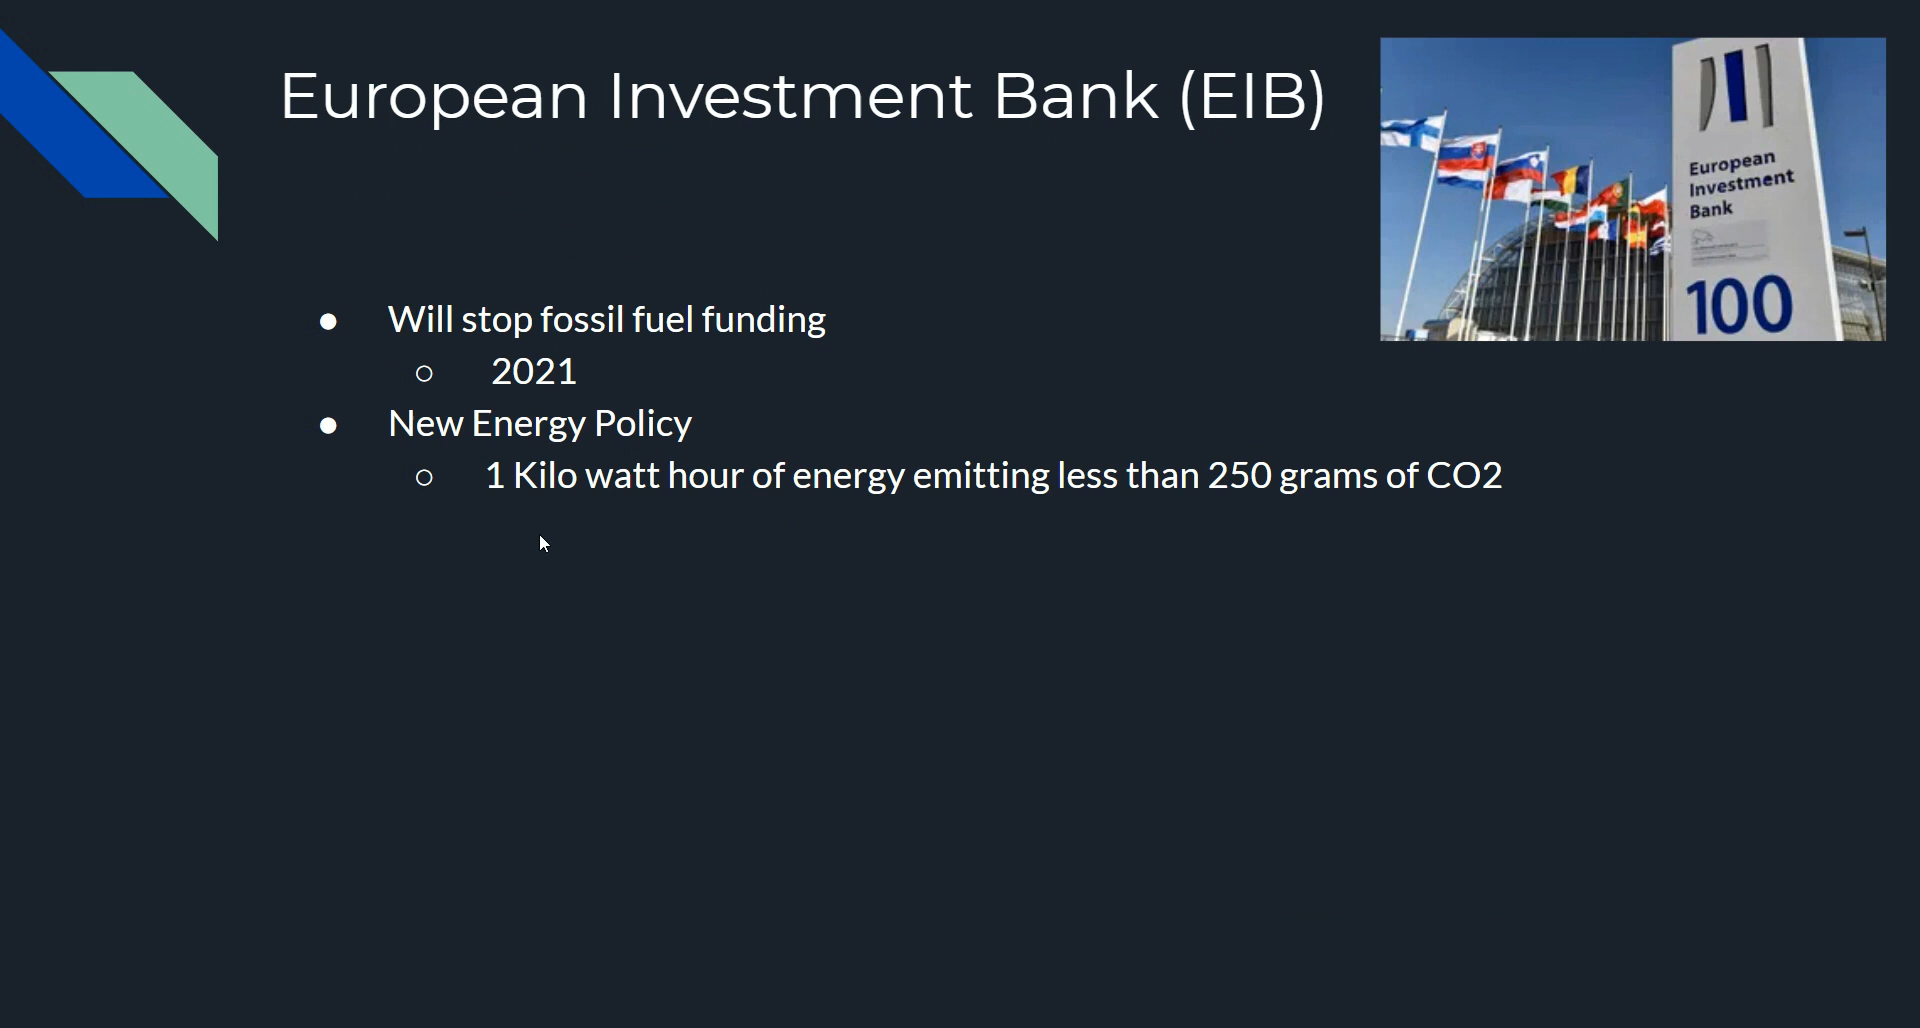 European Investment Bank (EIB)
European
Investment
Bank
100
● Will stop fossil fuel funding
○ 2021
● New Energy Policy
○ 1 Kilo watt hour of energy emitting less than 250 grams of CO2